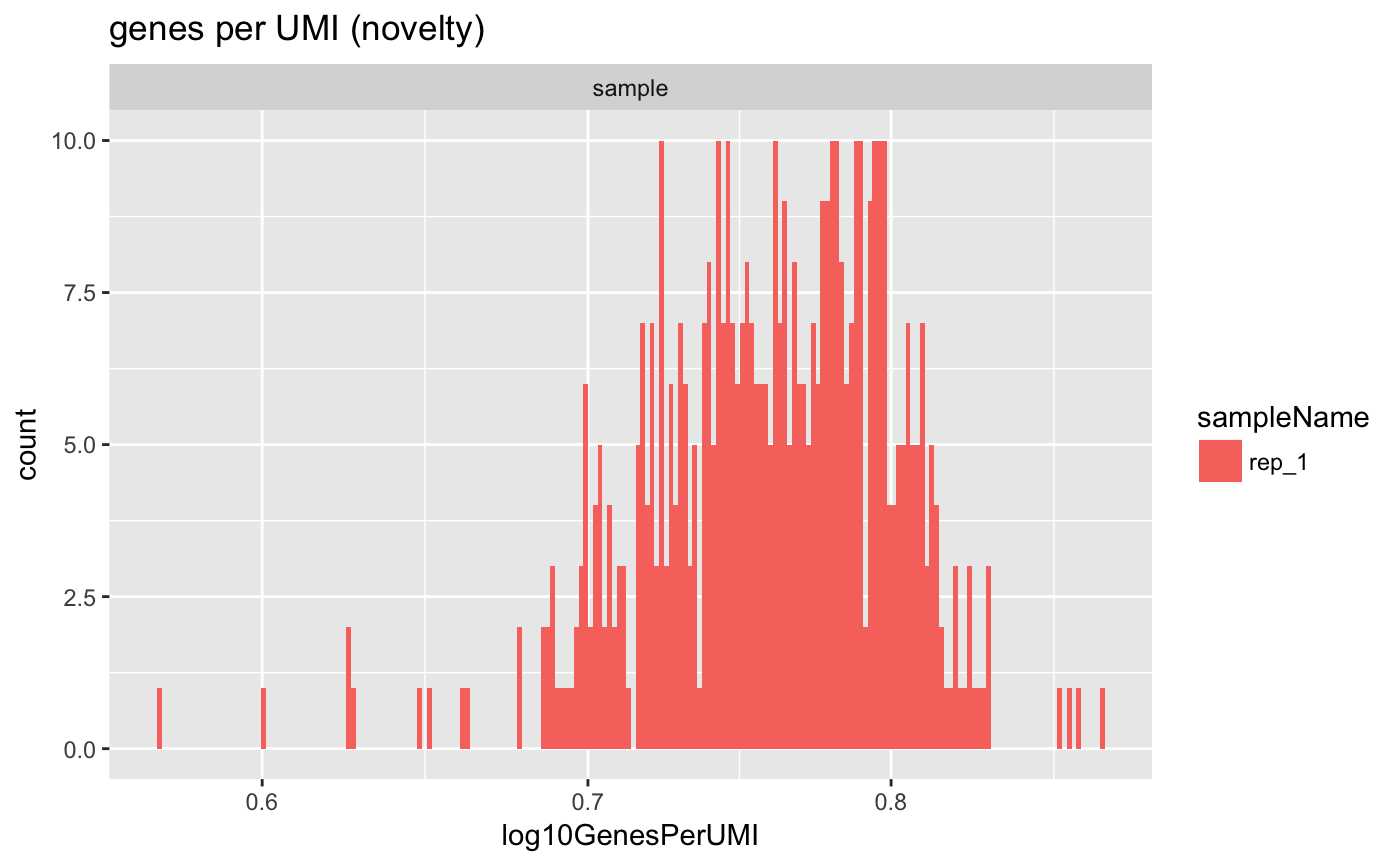 genes per UMI (novelty)
sample
10.0
7.5
5.0
2.5
0.0
count
0.6 0.7 0.8
log10GenesPerUMI
sampleName
rep_1